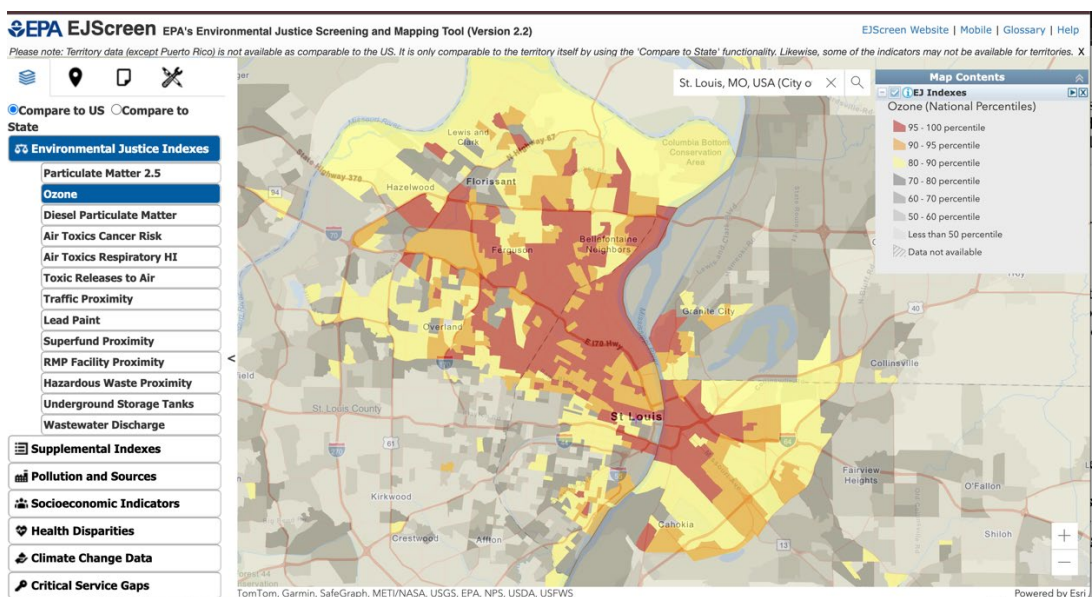 EPA EJScreen EPA's Environmental Justice Screening and Mapping Tool (Version 2.2)
EJScreen Website | Mobile | Glossary | Help
Please note: Territory data (except Puerto Rico) is not available as comparable to the US. It is only comparable to the territory itself by using the 'Compare to State' functionality. Likewise, some of the indicators may not be available for territories. X
Compare to US Compare to
State
Environmental Justice Indexes
Particulate Matter 2.5
Ozone
Diesel Particulate Matter
Air Toxics Cancer Risk
Air Toxics Respiratory HI
Toxic Releases to Air
Traffic Proximity
Lead Paint
Superfund Proximity
RMP Facility Proximity
Hazardous Waste Proximity
Underground Storage Tanks
Wastewater Discharge
Supplemental Indexes
Pollution and Sources
Socioeconomic Indicators
Health Disparities
Climate Change Data
Critical Service Gaps
<
St. Louis, MO, USA (City o
Map Contents
EJ Indexes
Ozone (National Percentiles)
95 - 100 percentile
90 - 95 percentile
80 - 90 percentile
70 - 80 percentile
60 - 70 percentile
50 - 60 percentile
Less than 50 percentile
Data not available
Lewis and
Clark
N Highway 67
Columbia Bottom
Conservation
Area
State Highway 370
Hazelwood
Florissant
94
Ferguson
Bellefontaine
Neighbors
Granite City
40
Overland
Collinsville
St. Louis County
St Louis
61
64
Fairview
Heights
O'Fallon
Kirkwood
Crestwood
Affton
Cahokia
13
Shiloh
+
−
TomTom, Garmin, SafeGraph, METI/NASA, USGS, EPA, NPS, USDA, USFWS
Powered by Esri